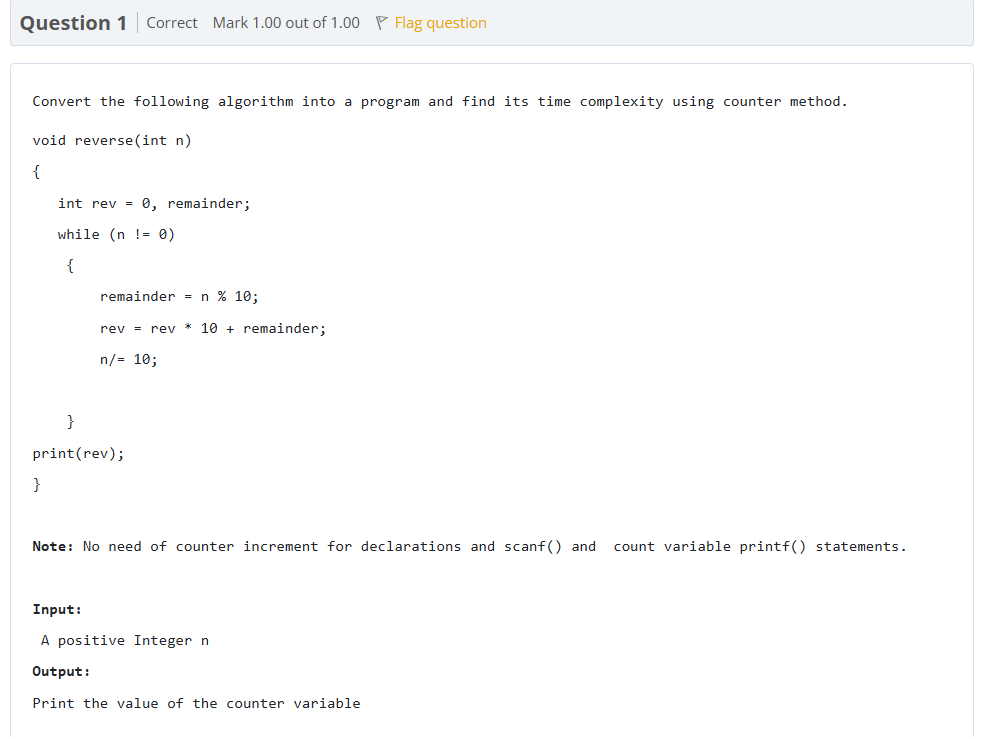 Question 1 Correct Mark 1.00 out of 1.00 Flag question
Convert the following algorithm into a program and find its time complexity using counter method.
void reverse(int n)
{
int rev = 0, remainder;
while (n != 0)
{
remainder = n % 10;
rev = rev * 10 + remainder;
n/= 10;
}
print(rev);
}
Note: No need of counter increment for declarations and scanf() and  count variable printf() statements.
Input:
A positive Integer n
Output:
Print the value of the counter variable